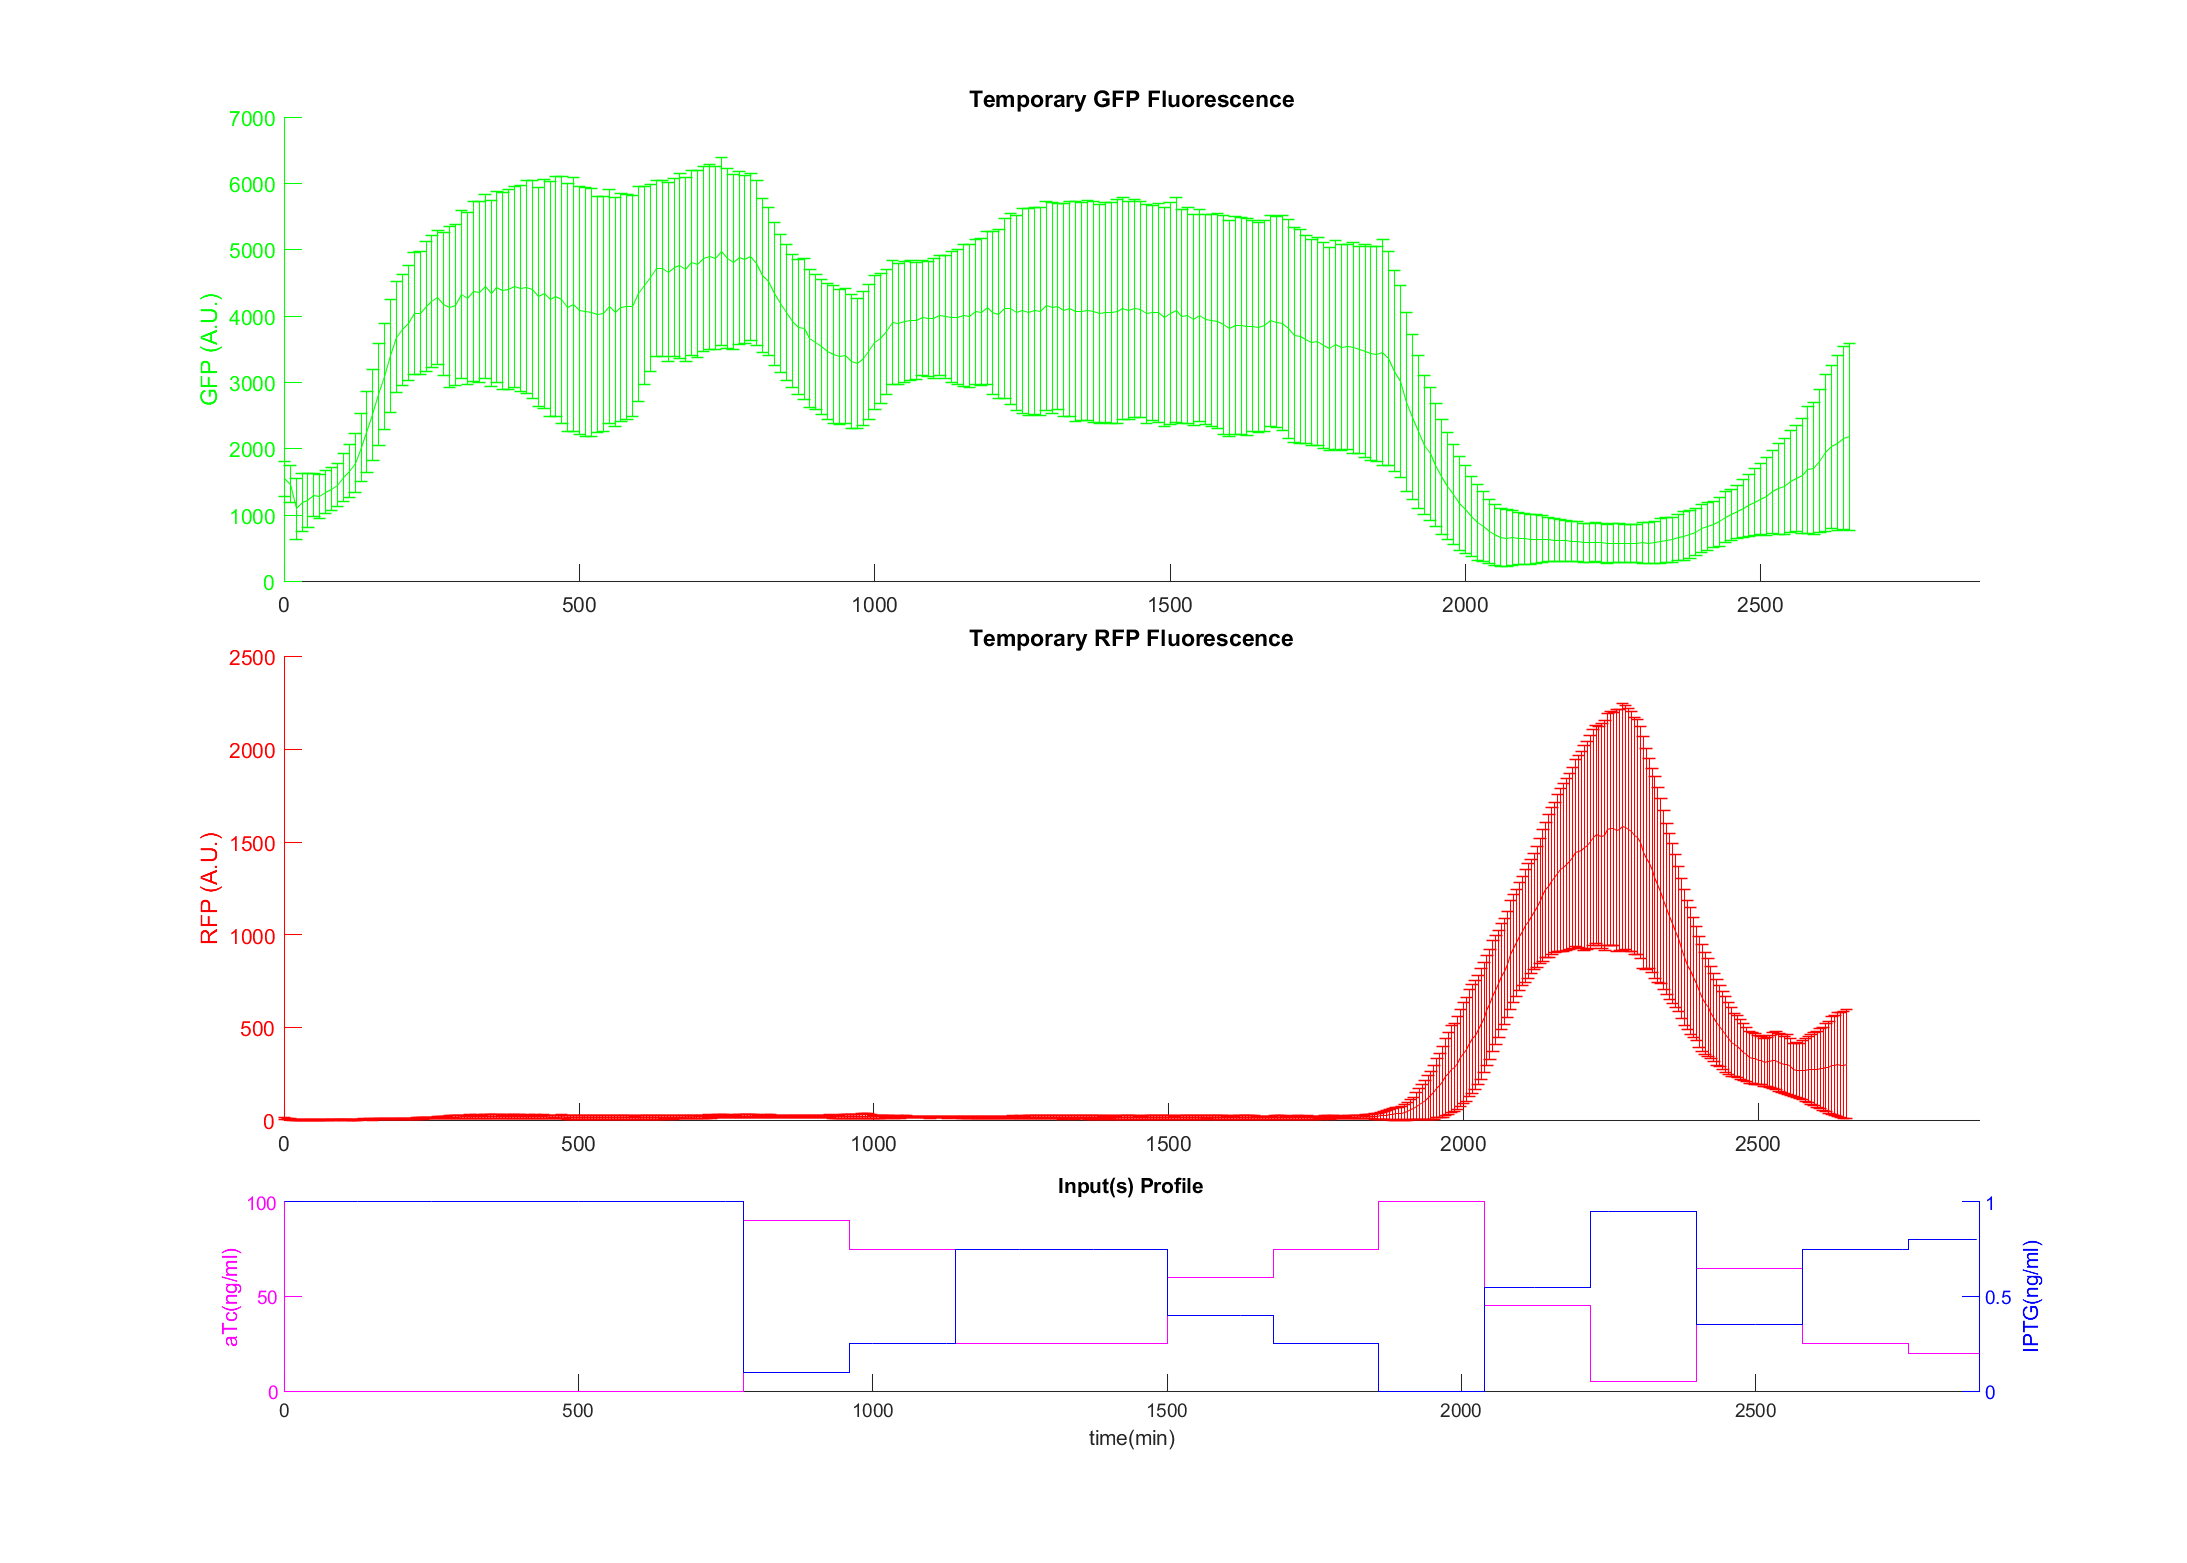 Temporary GFP Fluorescence
7000
6000
5000
4000
3000
2000
1000
0
GFP (A.U.)
0 500 1000 1500 2000 2500
Temporary RFP Fluorescence
2500
2000
1500
1000
500
0
RFP (A.U.)
0 500 1000 1500 2000 2500
Input(s) Profile
100
50
0
aTc(ng/ml)
1
0.5
0
IPTG(ng/ml)
0 500 1000 1500 2000 2500
time(min)